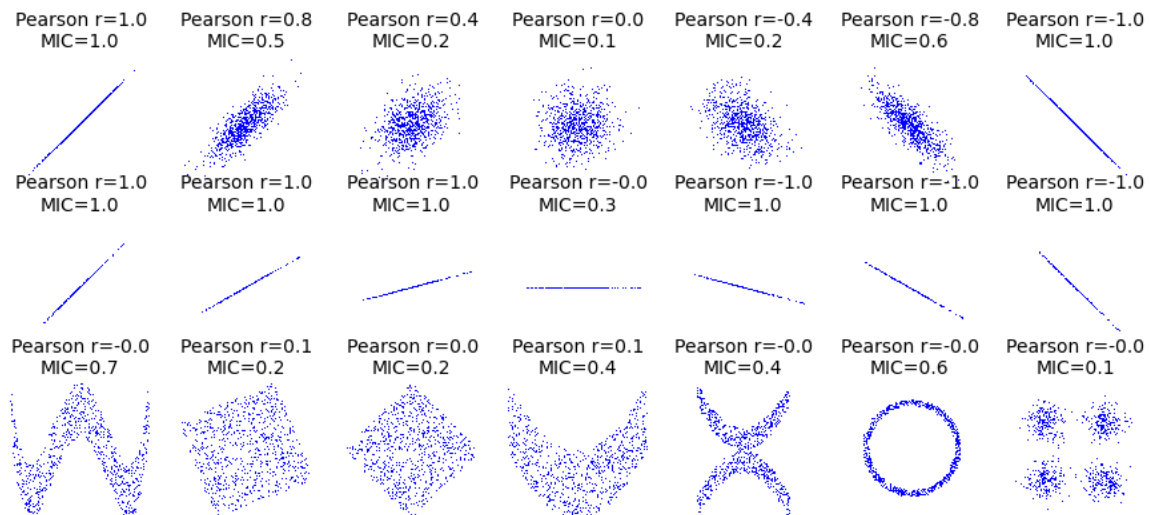 Pearson r=1.0 Pearson r=0.8 Pearson r=0.4 Pearson r=0.0 Pearson r=-0.4 Pearson r=-0.8 Pearson r=-1.0
MIC=1.0 MIC=0.5 MIC=0.2 MIC=0.1 MIC=0.2 MIC=0.6 MIC=1.0
Pearson r=1.0 Pearson r=1.0 Pearson r=1.0 Pearson r=-0.0 Pearson r=-1.0 Pearson r=-1.0 Pearson r=-1.0
MIC=1.0 MIC=1.0 MIC=1.0 MIC=0.3 MIC=1.0 MIC=1.0 MIC=1.0
Pearson r=-0.0 Pearson r=0.1 Pearson r=0.0 Pearson r=0.1 Pearson r=-0.0 Pearson r=-0.0 Pearson r=-0.0
MIC=0.7 MIC=0.2 MIC=0.2 MIC=0.4 MIC=0.4 MIC=0.6 MIC=0.1